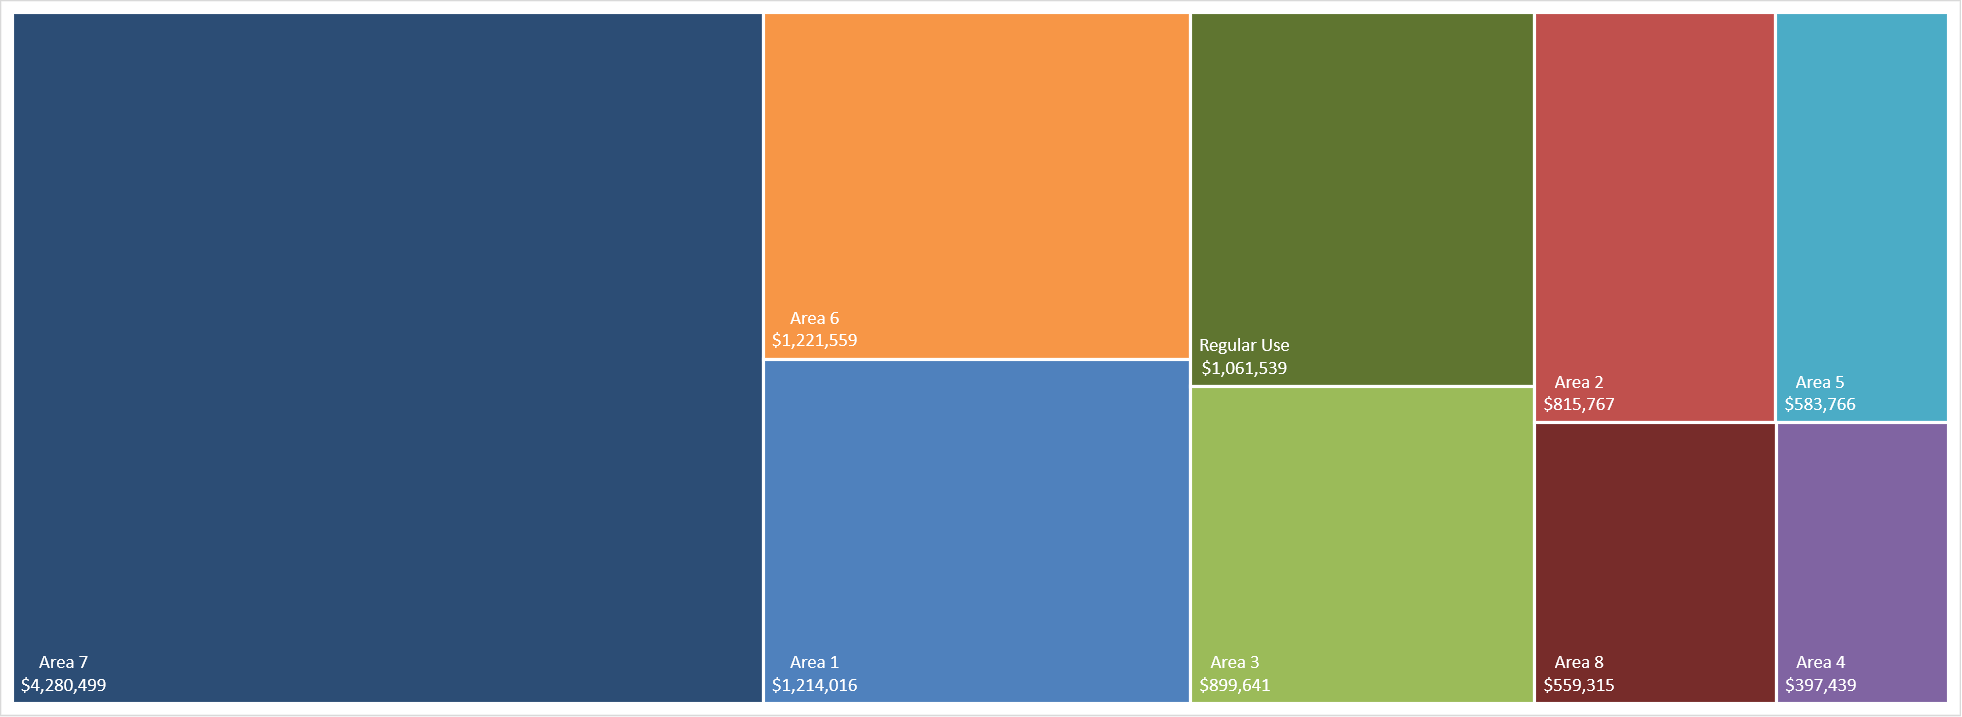 Area 7
$4,280,499
Area 6
$1,221,559
Area 1
$1,214,016
Regular Use
$1,061,539
Area 3
$899,641
Area 2
$815,767
Area 8
$559,315
Area 5
$583,766
Area 4
$397,439